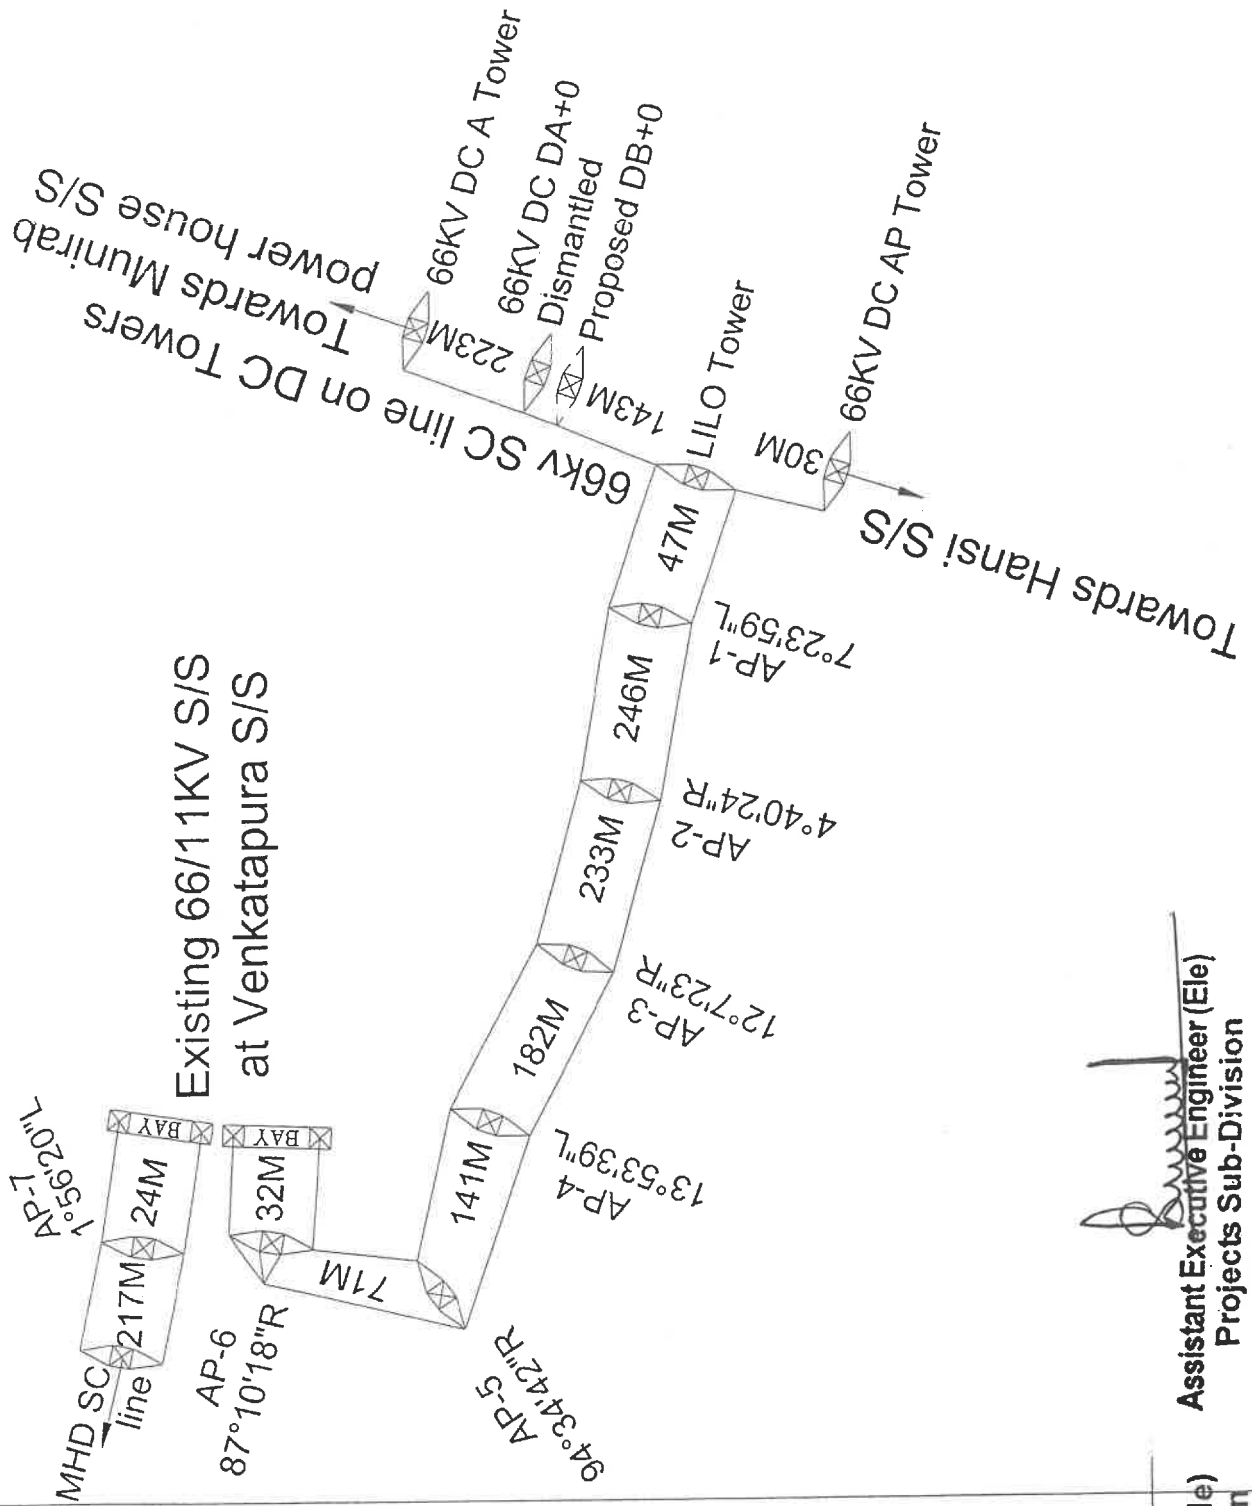 66KV DC A Tower
66KV DC DA+0
Dismantled
Proposed DB+0
Towards Munirab
power house S/S
66kv SC line on DC Towers
223M
143M
LILO Tower
30M
66KV DC AP Tower
Towards Hansi S/S
47M
AP-1
7°23'59"L
246M
AP-2
4°40'24"R
233M
AP-3
12°7'23"R
182M
AP-4
13°53'39"L
141M
AP-5
94°34'42"R
71M
AP-6
87°10'18"R
32M
BAY
Existing 66/11KV S/S
at Venkatapura S/S
BAY
24M
AP-7
1°56'20"L
217M
MHD SC
line
Assistant Executive Engineer (Ele)
Projects Sub-Division
le)
n